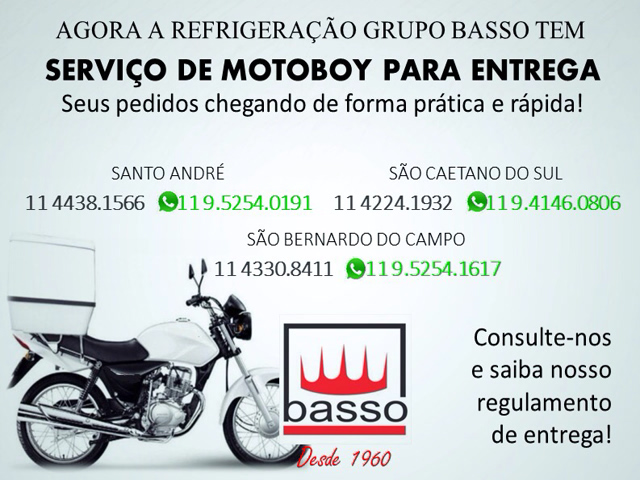 AGORA A REFRIGERAÇÃO GRUPO BASSO TEM
SERVIÇO DE MOTOBOY PARA ENTREGA
Seus pedidos chegando de forma prática e rápida!
SANTO ANDRÉ
11 4438.1566 11 9.5254.0191
SÃO CAETANO DO SUL
11 4224.1932 11 9.4146.0806
SÃO BERNARDO DO CAMPO
11 4330.8411 11 9.5254.1617
basso
Desde 1960
Consulte-nos
e saiba nosso
regulamento
de entrega!